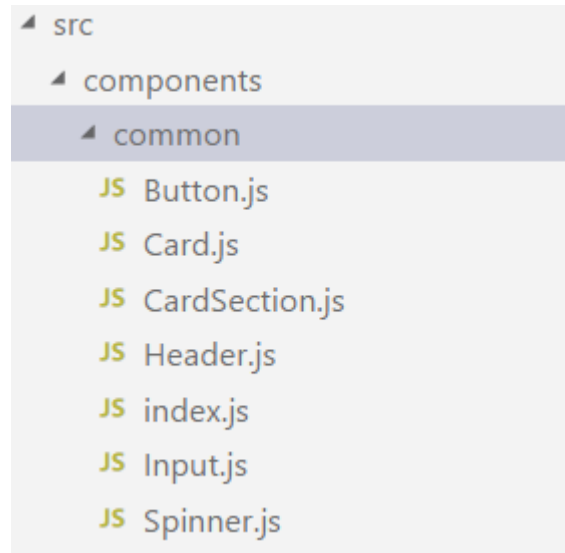 src
components
common
JS Button.js
JS Card.js
JS CardSection.js
JS Header.js
JS index.js
JS Input.js
JS Spinner.js